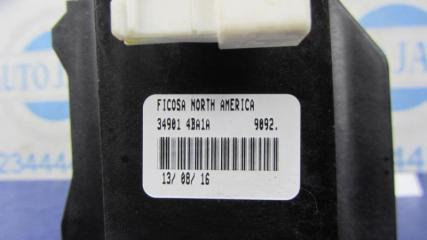 FICOSA NORTH AMERICA
34901 4BA1A 9092.
13/ 08/ 16